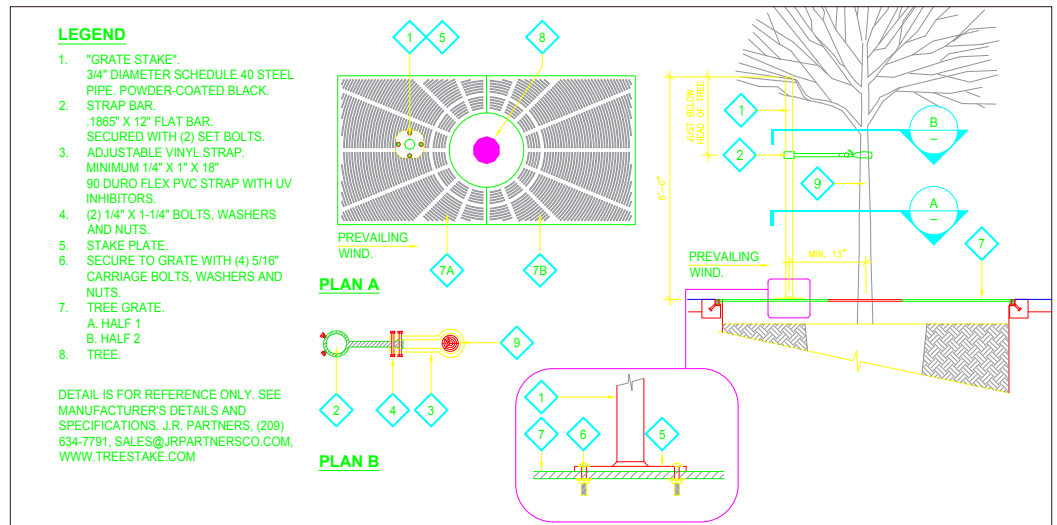 LEGEND
1. "GRATE STAKE".
3/4" DIAMETER SCHEDULE 40 STEEL
PIPE. POWDER-COATED BLACK.
2. STRAP BAR.
.1865" X 12" FLAT BAR.
SECURED WITH (2) SET BOLTS.
3. ADJUSTABLE VINYL STRAP.
MINIMUM 1/4" X 1" X 18"
90 DURO FLEX PVC STRAP WITH UV
INHIBITORS.
4. (2) 1/4" X 1-1/4" BOLTS, WASHERS
AND NUTS.
5. STAKE PLATE.
6. SECURE TO GRATE WITH (4) 5/16"
CARRIAGE BOLTS, WASHERS AND
NUTS.
7. TREE GRATE.
A. HALF 1
B. HALF 2
8. TREE.
DETAIL IS FOR REFERENCE ONLY. SEE
MANUFACTURER'S DETAILS AND
SPECIFICATIONS. J.R. PARTNERS, (209)
634-7791, SALES@JRPARTNERSCO.COM,
WWW.TREESTAKE.COM
1 5 8
PREVAILING
WIND.
7A 7B
PLAN A
9
2 4 3
PLAN B
1
7 6 5
JUST BELOW
HEAD OF TREE
1
2
B
–
9
A
–
PREVAILING
WIND.
MIN. 13"
7